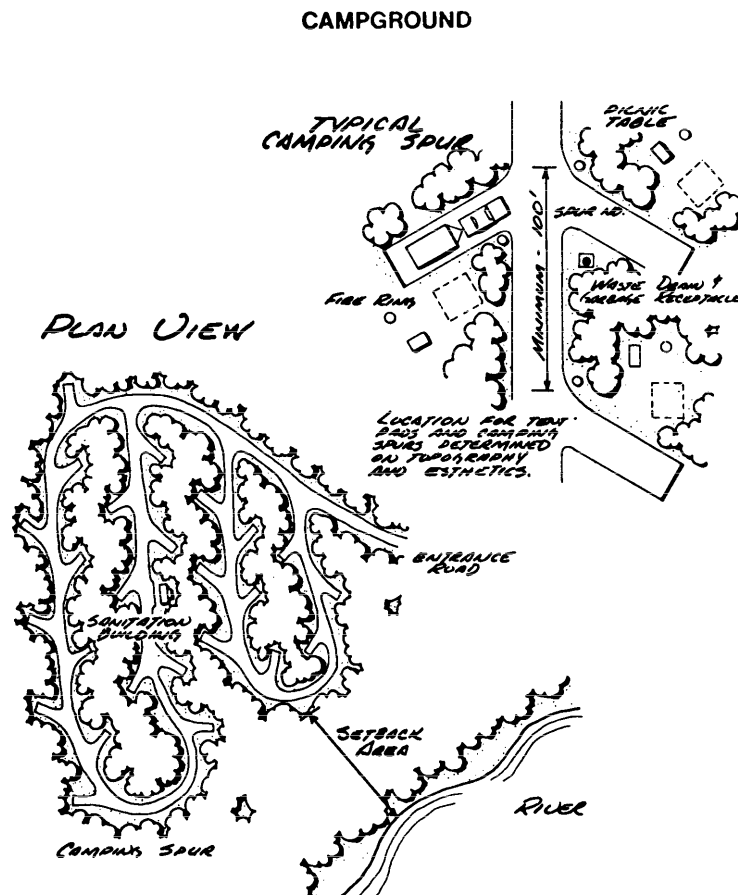 CAMPGROUND
TYPICAL
CAMPING SPUR
PICNIC
TABLE
SPUR NO.
MINIMUM - 100'
FIRE RING
WASTE DRAIN &
GARBAGE RECEPTACLE
PLAN VIEW
LOCATION FOR TENT
PADS AND CAMPING
SPURS DETERMINED
ON TOPOGRAPHY
AND ESTHETICS.
ENTRANCE
ROAD
SANITATION
BUILDING
SETBACK
AREA
RIVER
CAMPING SPUR